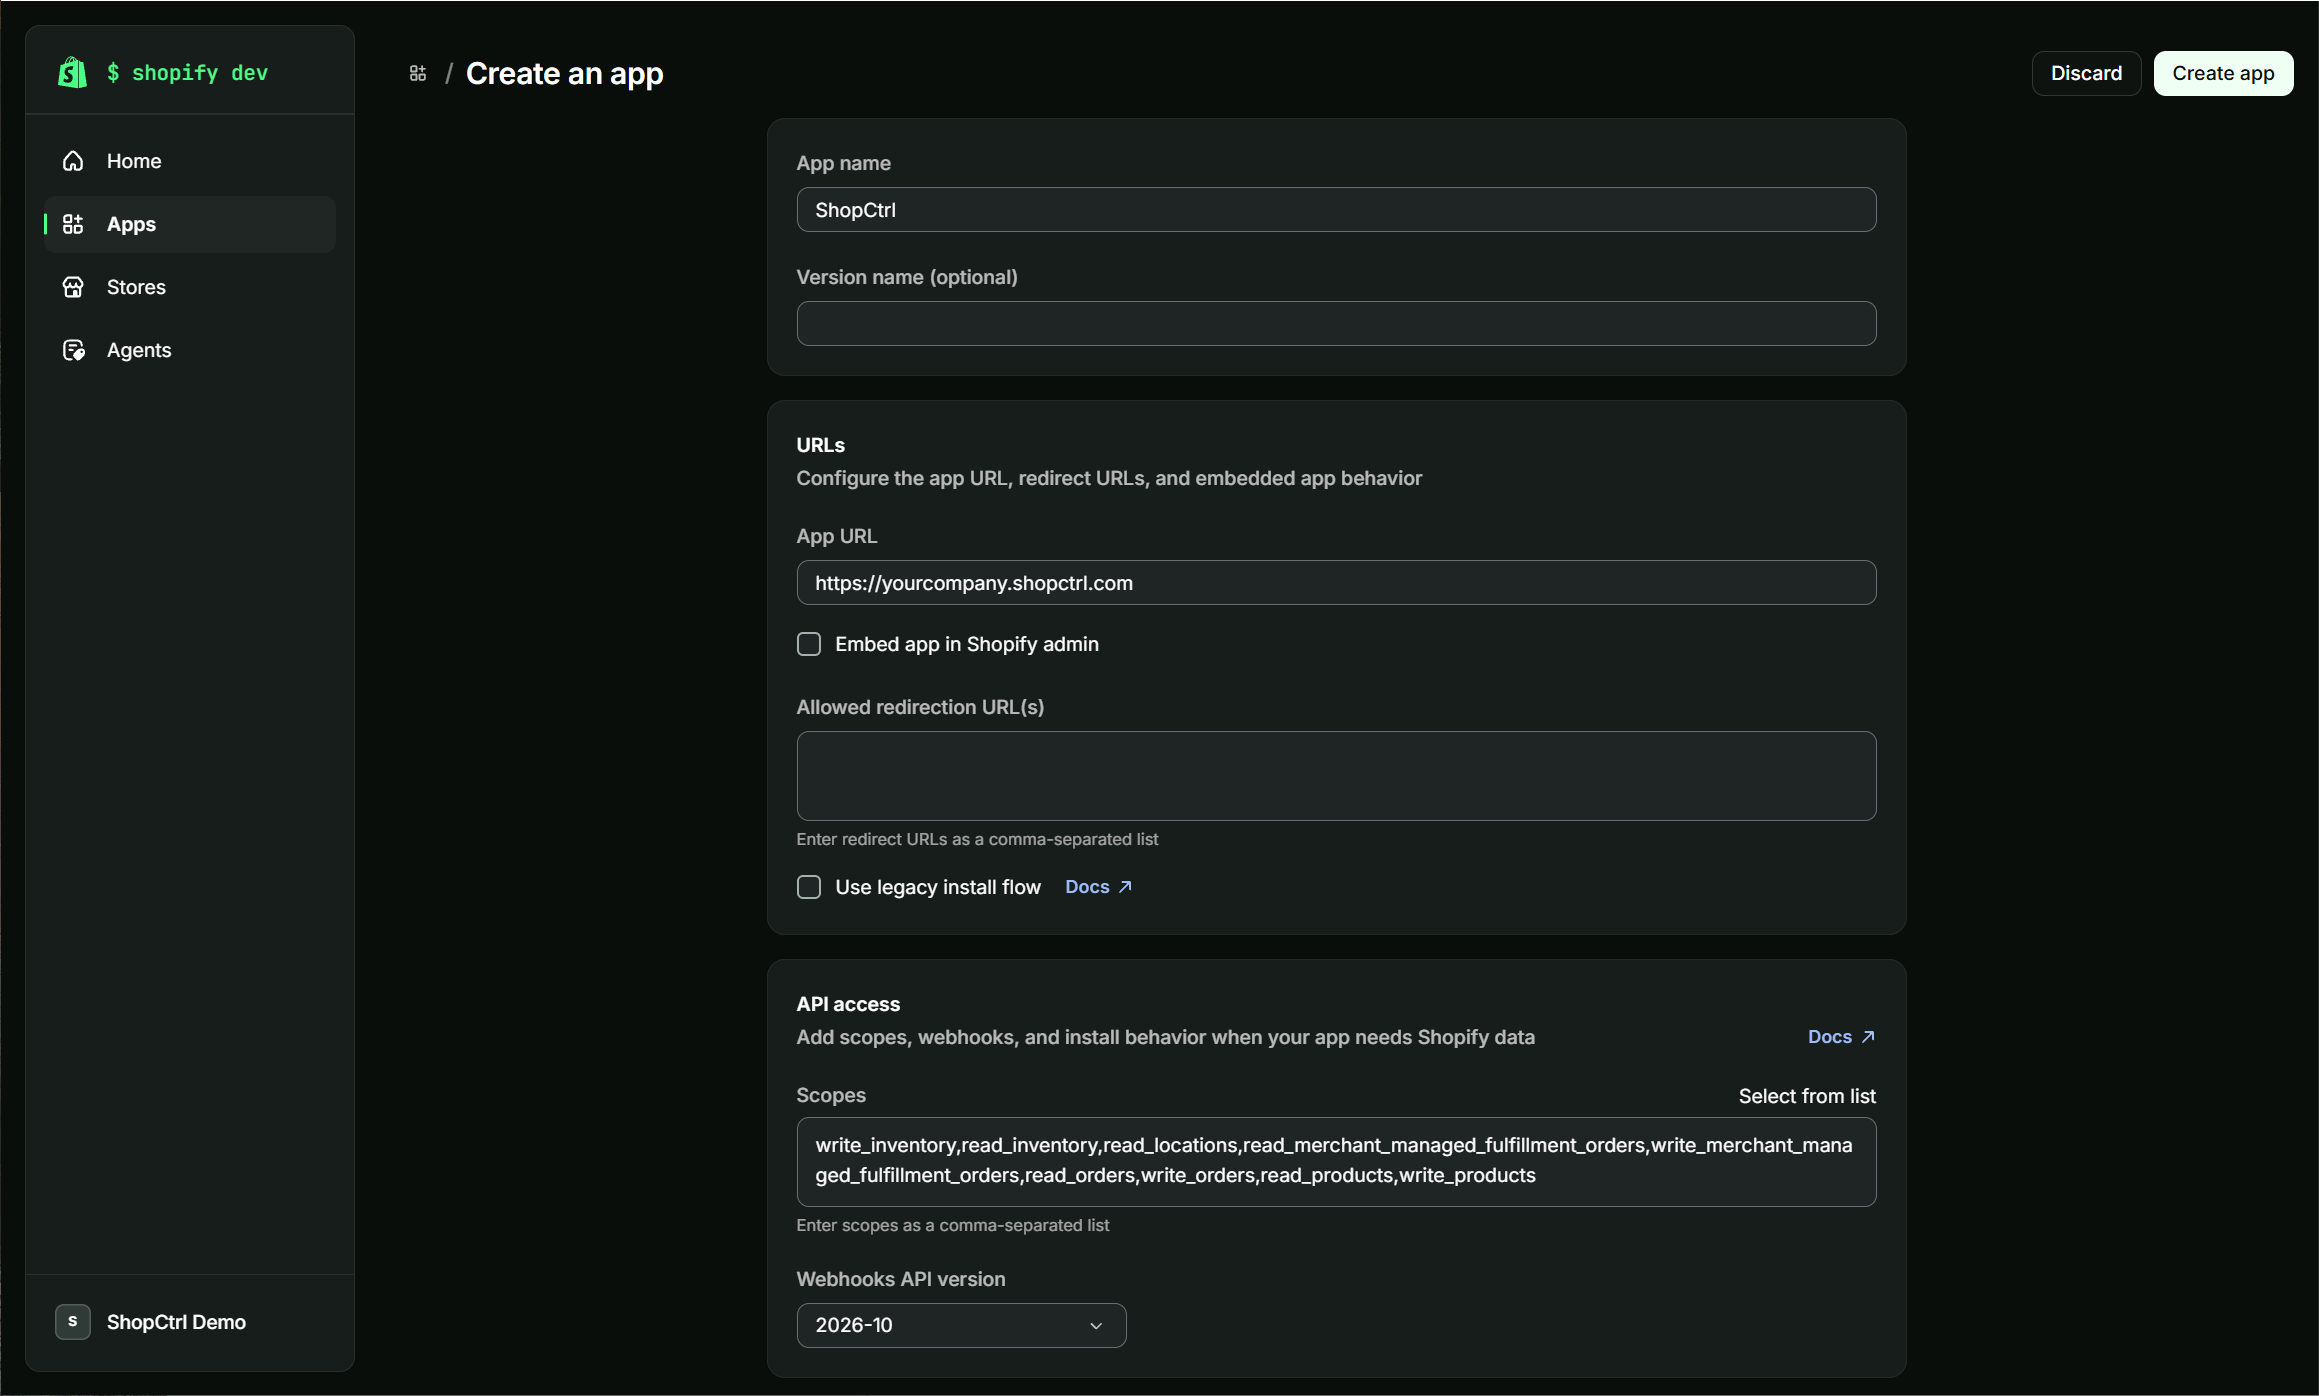 $ shopify dev
Home
Apps
Stores
Agents
S
ShopCtrl Demo
/ Create an app
Discard
Create app
App name
ShopCtrl
Version name (optional)
URLs
Configure the app URL, redirect URLs, and embedded app behavior
App URL
https://yourcompany.shopctrl.com
Embed app in Shopify admin
Allowed redirection URL(s)
Enter redirect URLs as a comma-separated list
Use legacy install flow
Docs
API access
Add scopes, webhooks, and install behavior when your app needs Shopify data
Docs
Scopes
Select from list
write_inventory,read_inventory,read_locations,read_merchant_managed_fulfillment_orders,write_merchant_mana
ged_fulfillment_orders,read_orders,write_orders,read_products,write_products
Enter scopes as a comma-separated list
Webhooks API version
2026-10